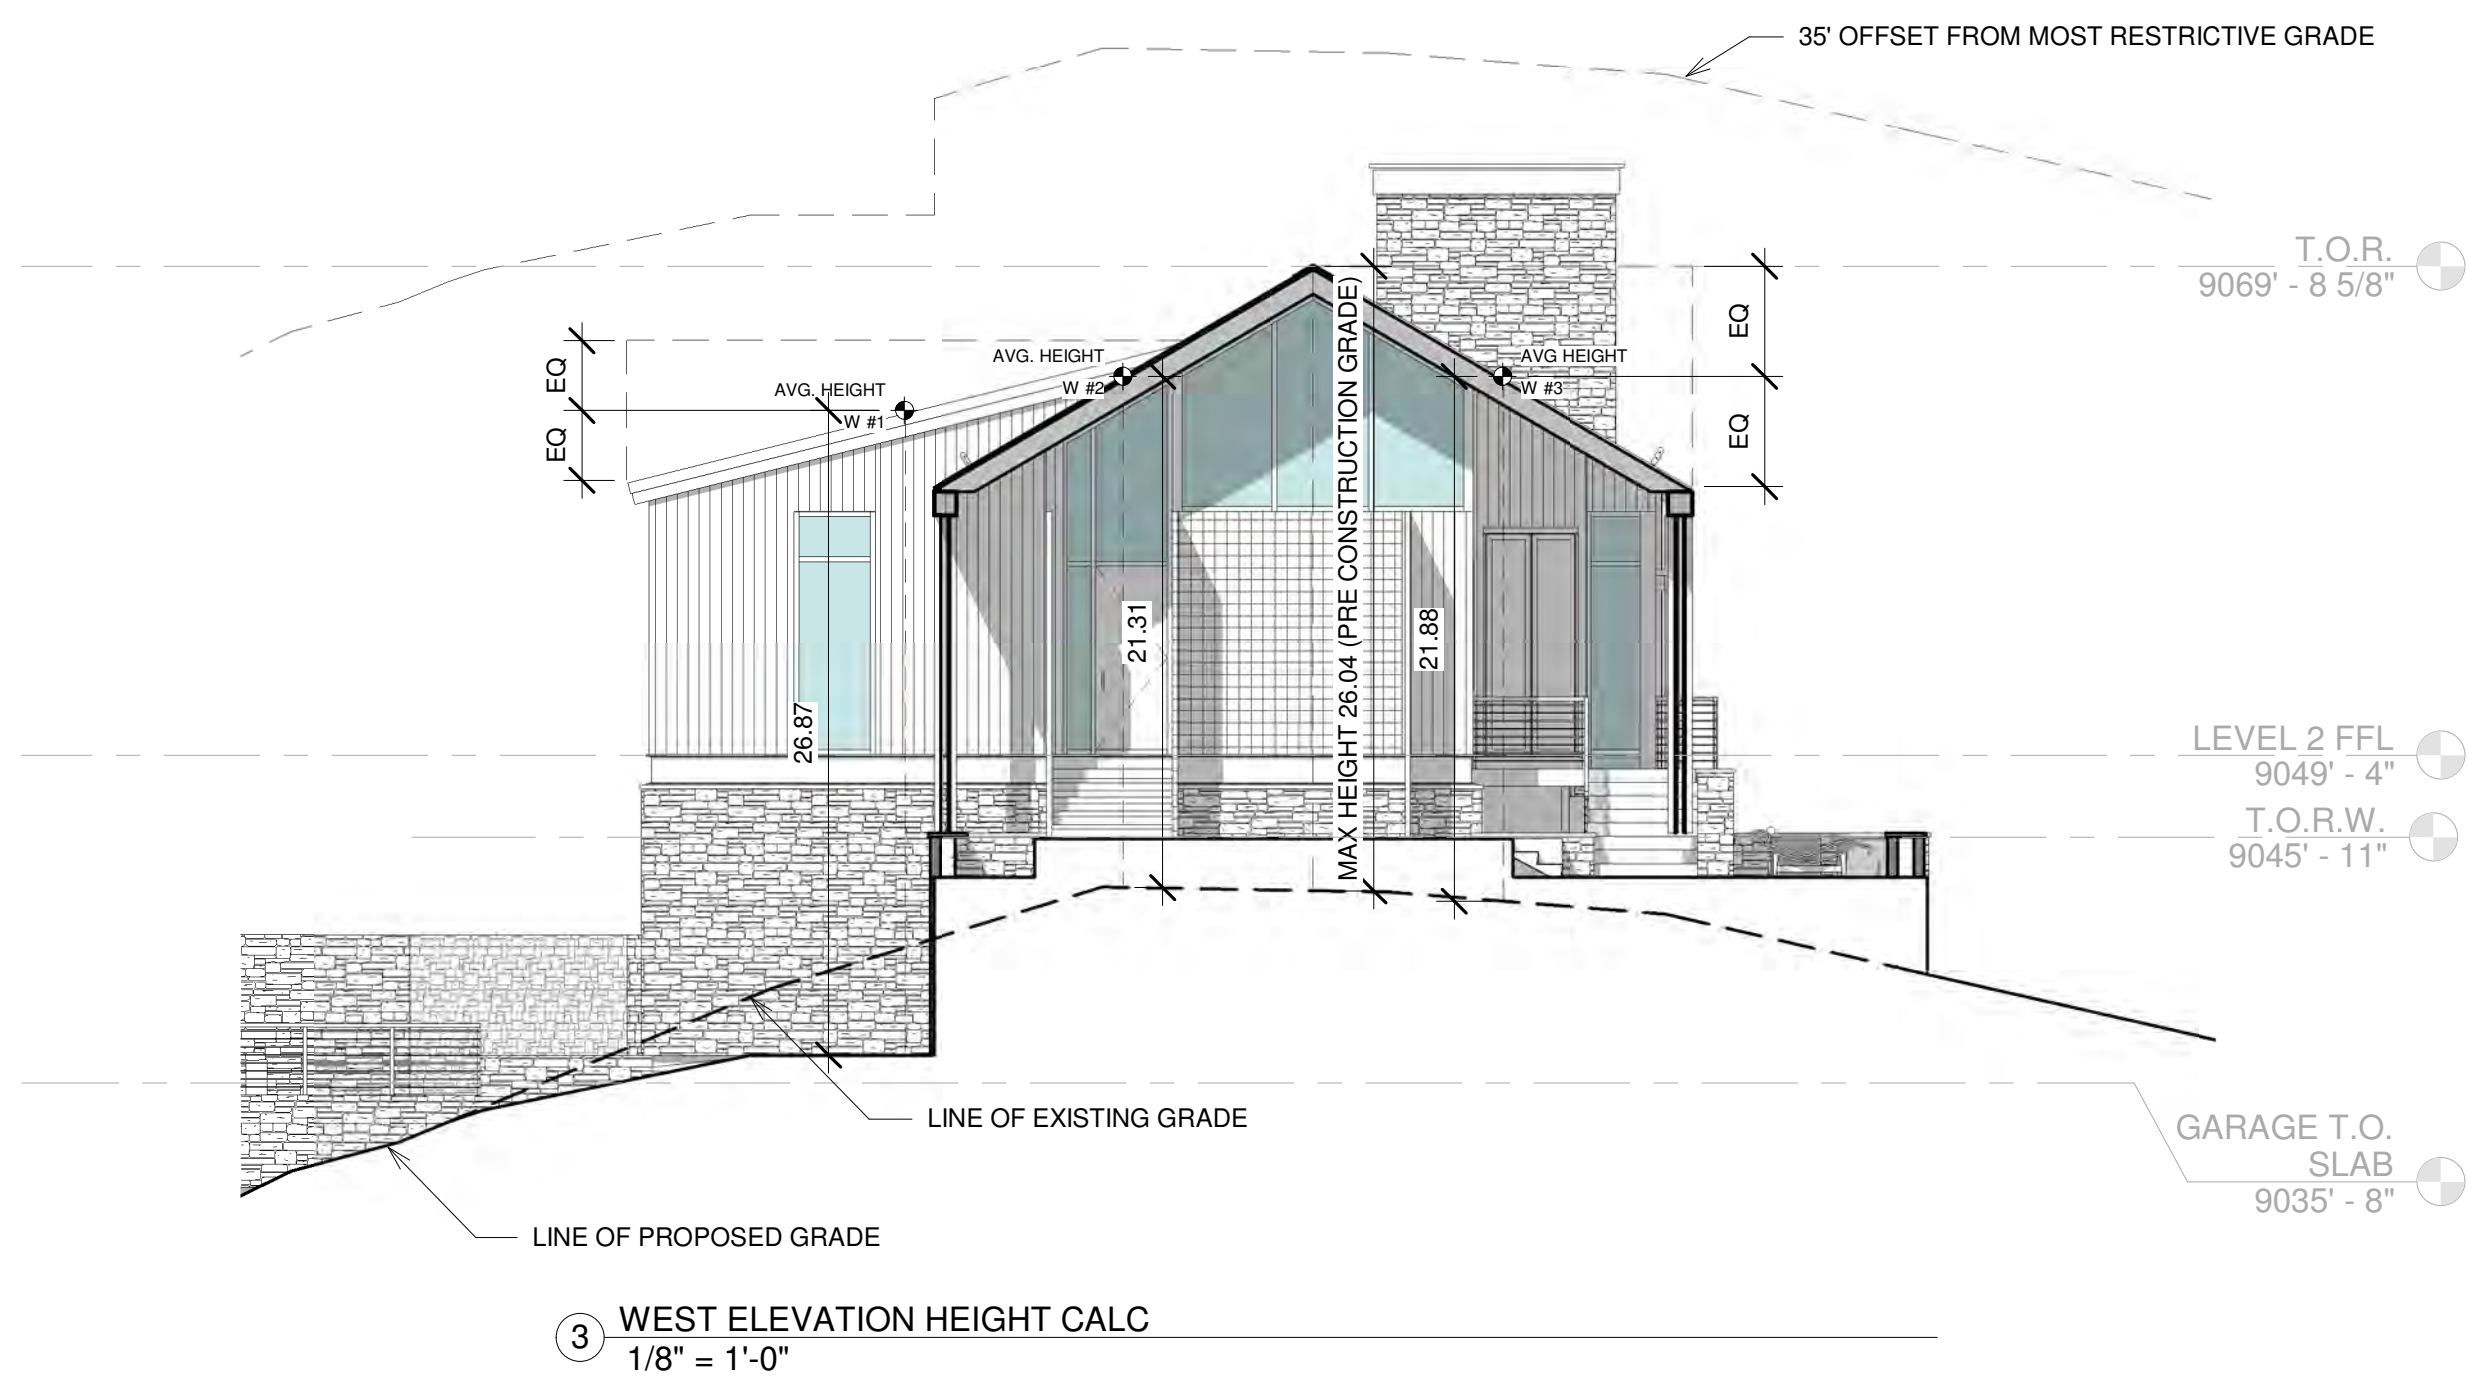 35' OFFSET FROM MOST RESTRICTIVE GRADE
T.O.R.
9069' - 8 5/8"
EQ
EQ
AVG. HEIGHT
W #1
AVG. HEIGHT
W #2
AVG HEIGHT
W #3
EQ
EQ
MAX HEIGHT 26.04 (PRE CONSTRUCTION GRADE)
26.87
21.31
21.88
LEVEL 2 FFL
9049' - 4"
T.O.R.W.
9045' - 11"
GARAGE T.O.
SLAB
9035' - 8"
LINE OF EXISTING GRADE
LINE OF PROPOSED GRADE
3
WEST ELEVATION HEIGHT CALC
1/8" = 1'-0"